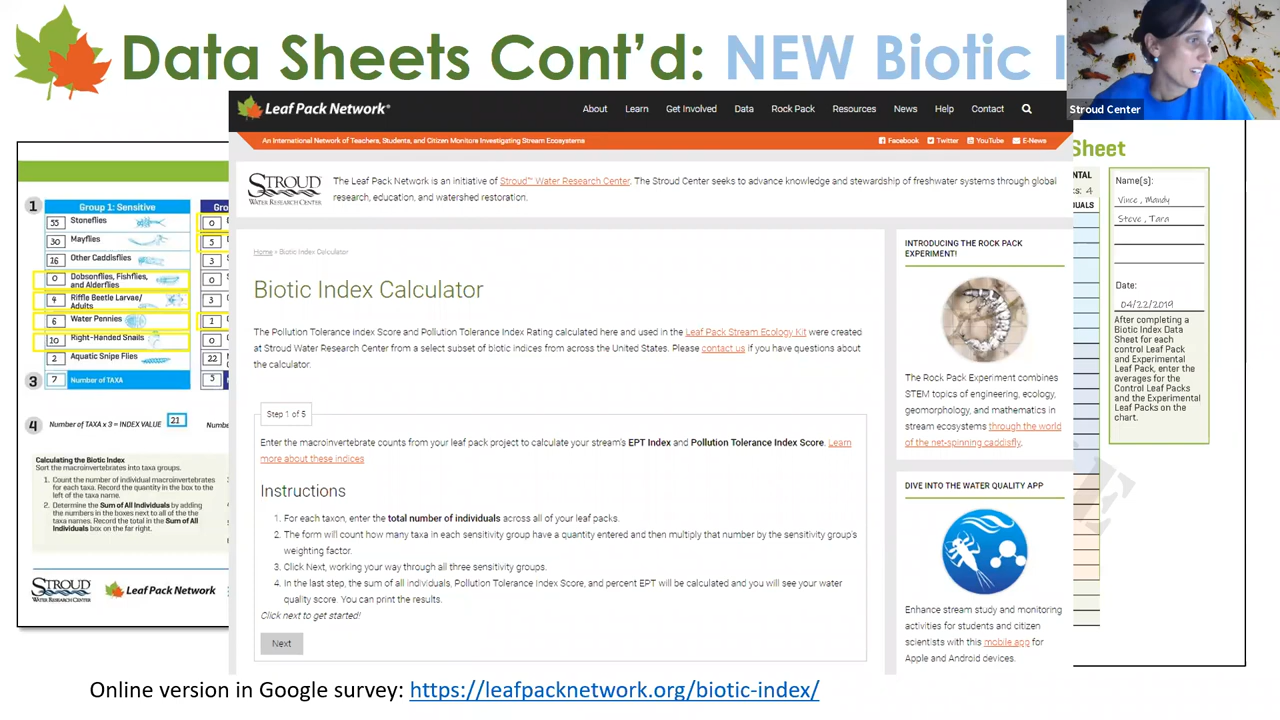 Data Sheets Cont'd: NEW Biotic
Stroud Center
Leaf Pack Network®
About Learn Get Involved Data Rock Pack Resources News Help Contact
An International Network of Teachers, Students, and Citizen Monitors Investigating Stream Ecosystems
Facebook Twitter YouTube E-News
STROUD™
WATER RESEARCH CENTER
The Leaf Pack Network is an initiative of Stroud™ Water Research Center. The Stroud Center seeks to advance knowledge and stewardship of freshwater systems through global
research, education, and watershed restoration.
Home » Biotic Index Calculator
Biotic Index Calculator
The Pollution Tolerance Index Score and Pollution Tolerance Index Rating calculated here and used in the Leaf Pack Stream Ecology Kit were created
at Stroud Water Research Center from a select subset of biotic indices from across the United States. Please contact us if you have questions about
the calculator.
Step 1 of 5
Enter the macroinvertebrate counts from your leaf pack project to calculate your stream's EPT Index and Pollution Tolerance Index Score. Learn
more about these indices
Instructions
1. For each taxon, enter the total number of individuals across all of your leaf packs.
2. The form will count how many taxa in each sensitivity group have a quantity entered and then multiply that number by the sensitivity group's
weighting factor.
3. Click Next, working your way through all three sensitivity groups.
4. In the last step, the sum of all individuals, Pollution Tolerance Index Score, and percent EPT will be calculated and you will see your water
quality score. You can print the results.
Click next to get started!
Next
INTRODUCING THE ROCK PACK
EXPERIMENT!
The Rock Pack Experiment combines
STEM topics of engineering, ecology,
geomorphology, and mathematics in
stream ecosystems through the world
of the net-spinning caddisfly.
DIVE INTO THE WATER QUALITY APP
Enhance stream study and monitoring
activities for students and citizen
scientists with this mobile app for
Apple and Android devices.
1
Group 1: Sensitive
55 Stoneflies
30 Mayflies
16 Other Caddisflies
0 Dobsonflies, Fishflies,
and Alderflies
4 Riffle Beetle Larvae/
Adults
6 Water Pennies
10 Right-Handed Snails
2 Aquatic Snipe Flies
3 7 Number of TAXA
0
5
3
0
3
1
0
22
5
4 Number of TAXA x 3 = INDEX VALUE 21
Calculating the Biotic Index
Sort the macroinvertebrates into taxa groups.
1. Count the number of individual macroinvertebrates
for each taxa. Record the quantity in the box to the
left of the taxa name.
2. Determine the Sum of All Individuals by adding
the numbers in the boxes next to all of the
taxa names. Record the total in the Sum of All
Individuals box on the far right.
STROUD™
WATER RESEARCH CENTER
Leaf Pack Network
Sheet
Name(s):
Vince, Mandy
Steve, Tara
Date:
04/22/2019
After completing a
Biotic Index Data
Sheet for each
control Leaf Pack
and Experimental
Leaf Pack, enter the
averages for the
Control Leaf Packs
and the Experimental
Leaf Packs on the
chart.
Online version in Google survey: https://leafpacknetwork.org/biotic-index/